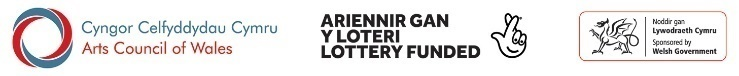 Cyngor Celfyddydau Cymru
Arts Council of Wales
ARIENNIR GAN
Y LOTERI
LOTTERY FUNDED
Noddir gan
Lywodraeth Cymru
Sponsored by
Welsh Government